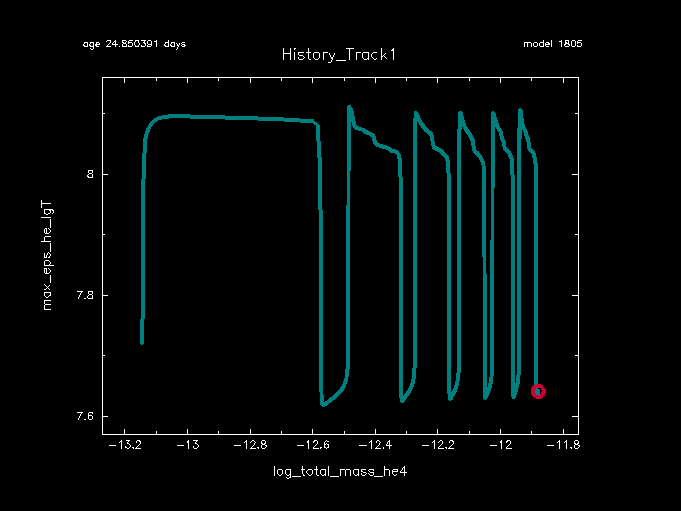 age 24.850391 days
model 1805
History_Track1
max_eps_he_lgT
8
7.8
7.6
−13.2 −13 −12.8 −12.6 −12.4 −12.2 −12 −11.8
log_total_mass_he4